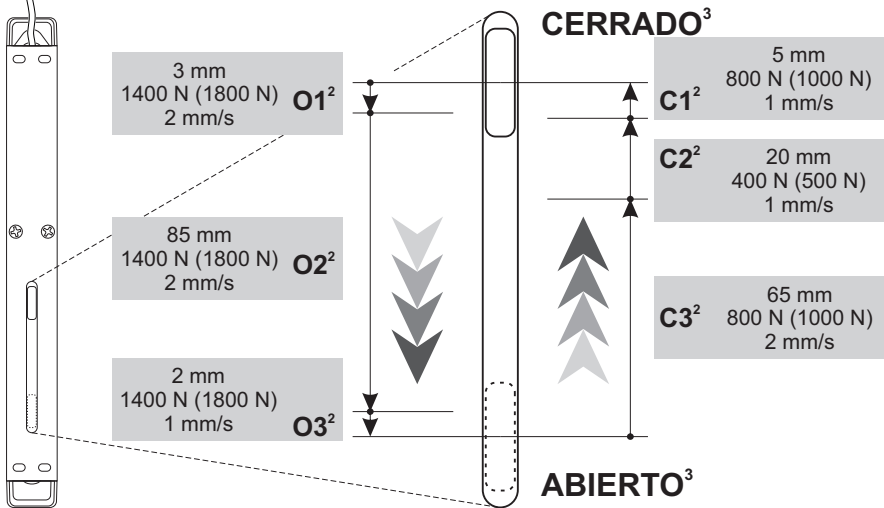 CERRADO³
3 mm
1400 N (1800 N)
2 mm/s
O1²
5 mm
800 N (1000 N)
1 mm/s
C1²
C2²
20 mm
400 N (500 N)
1 mm/s
85 mm
1400 N (1800 N)
2 mm/s
O2²
C3²
65 mm
800 N (1000 N)
2 mm/s
2 mm
1400 N (1800 N)
1 mm/s
O3²
ABIERTO³